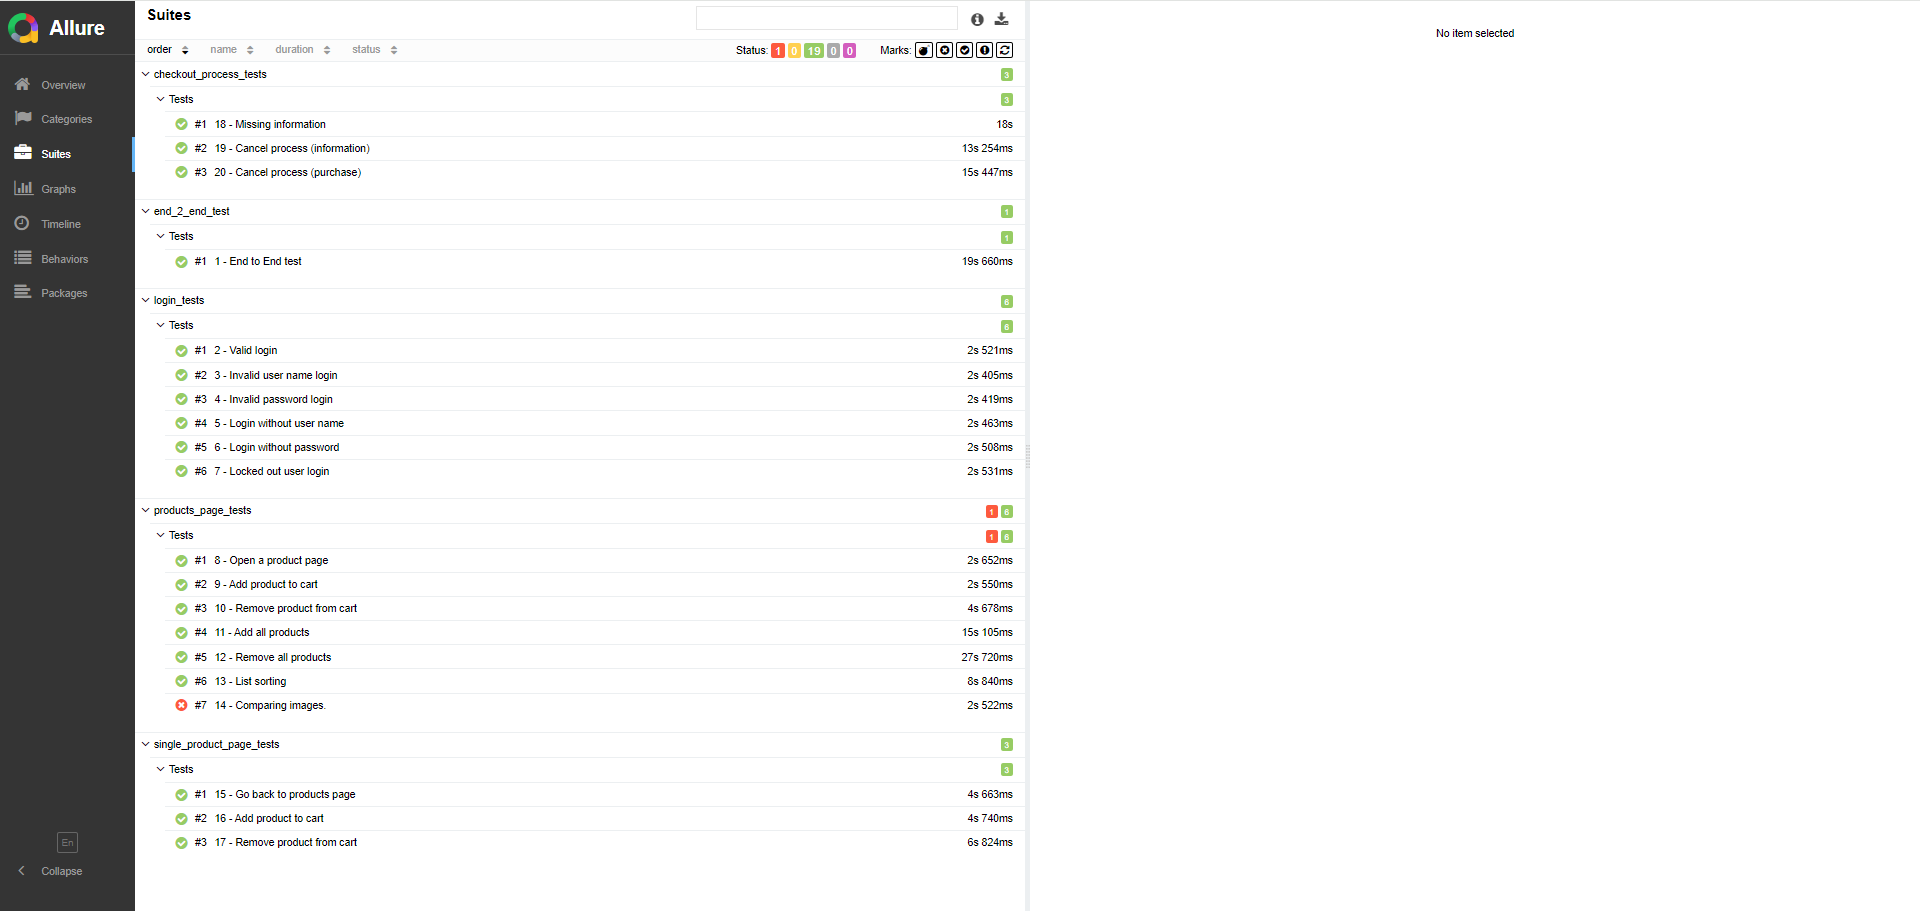 Allure
Overview
Categories
Suites
Graphs
Timeline
Behaviors
Packages
En
Collapse
Suites
order name duration status
Status: 1 0 19 0 0 Marks:
checkout_process_tests 3
Tests 3
#1 18 - Missing information 18s
#2 19 - Cancel process (information) 13s 254ms
#3 20 - Cancel process (purchase) 15s 447ms
end_2_end_test 1
Tests 1
#1 1 - End to End test 19s 660ms
login_tests 6
Tests 6
#1 2 - Valid login 2s 521ms
#2 3 - Invalid user name login 2s 405ms
#3 4 - Invalid password login 2s 419ms
#4 5 - Login without user name 2s 463ms
#5 6 - Login without password 2s 508ms
#6 7 - Locked out user login 2s 531ms
products_page_tests 1 6
Tests 1 6
#1 8 - Open a product page 2s 652ms
#2 9 - Add product to cart 2s 550ms
#3 10 - Remove product from cart 4s 678ms
#4 11 - Add all products 15s 105ms
#5 12 - Remove all products 27s 720ms
#6 13 - List sorting 8s 840ms
#7 14 - Comparing images. 2s 522ms
single_product_page_tests 3
Tests 3
#1 15 - Go back to products page 4s 663ms
#2 16 - Add product to cart 4s 740ms
#3 17 - Remove product from cart 6s 824ms
No item selected